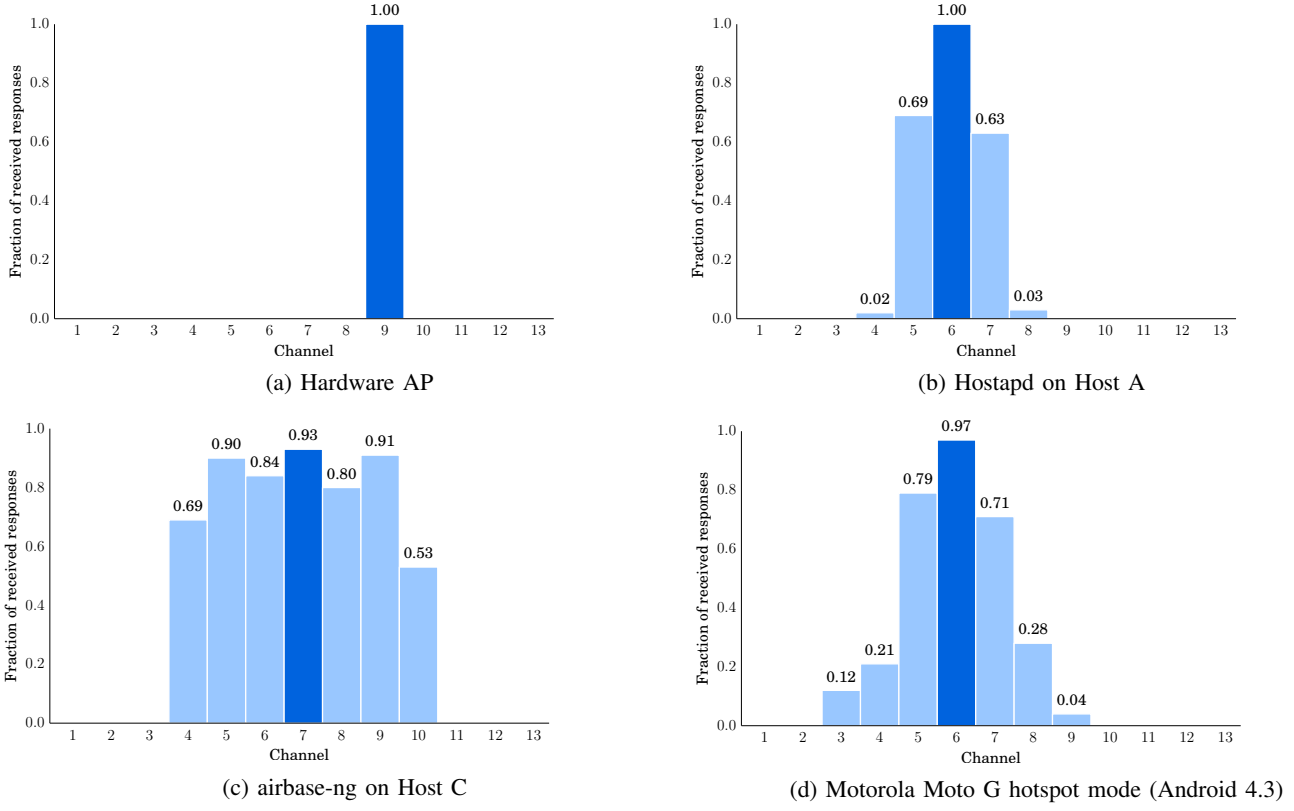 1.00
1.0
0.8
0.6
0.4
0.2
0.0
Fraction of received responses
1 2 3 4 5 6 7 8 9 10 11 12 13
Channel
(a) Hardware AP
1.00
1.0
0.8
0.6
0.4
0.2
0.0
Fraction of received responses
0.02 0.69 0.63 0.03
1 2 3 4 5 6 7 8 9 10 11 12 13
Channel
(b) Hostapd on Host A
1.0
0.8
0.6
0.4
0.2
0.0
Fraction of received responses
0.69 0.90 0.84 0.93 0.80 0.91 0.53
1 2 3 4 5 6 7 8 9 10 11 12 13
Channel
(c) airbase-ng on Host C
1.0
0.8
0.6
0.4
0.2
0.0
Fraction of received responses
0.12 0.21 0.79 0.97 0.71 0.28 0.04
1 2 3 4 5 6 7 8 9 10 11 12 13
Channel
(d) Motorola Moto G hotspot mode (Android 4.3)